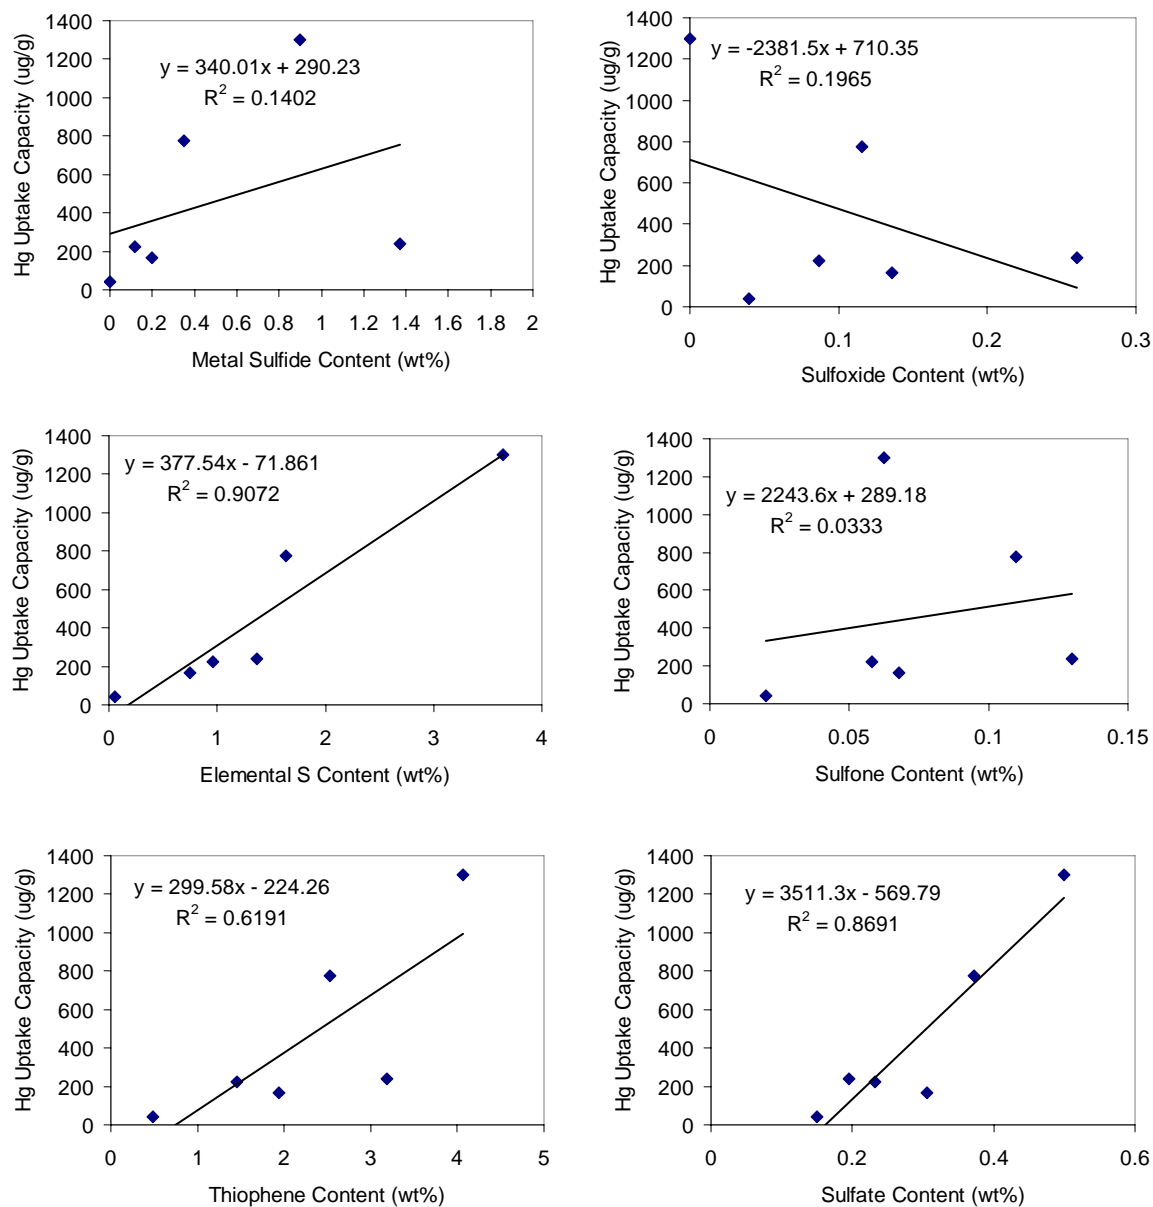 1400
1200
1000
800
600
400
200
0
Hg Uptake Capacity (ug/g)
y = 340.01x + 290.23
R² = 0.1402
0 0.2 0.4 0.6 0.8 1 1.2 1.4 1.6 1.8 2
Metal Sulfide Content (wt%)
1400
1200
1000
800
600
400
200
0
Hg Uptake Capacity (ug/g)
y = -2381.5x + 710.35
R² = 0.1965
0 0.1 0.2 0.3
Sulfoxide Content (wt%)
1400
1200
1000
800
600
400
200
0
Hg Uptake Capacity (ug/g)
y = 377.54x - 71.861
R² = 0.9072
0 1 2 3 4
Elemental S Content (wt%)
1400
1200
1000
800
600
400
200
0
Hg Uptake Capacity (ug/g)
y = 2243.6x + 289.18
R² = 0.0333
0 0.05 0.1 0.15
Sulfone Content (wt%)
1400
1200
1000
800
600
400
200
0
Hg Uptake Capacity (ug/g)
y = 299.58x - 224.26
R² = 0.6191
0 1 2 3 4 5
Thiophene Content (wt%)
1400
1200
1000
800
600
400
200
0
Hg Uptake Capacity (ug/g)
y = 3511.3x - 569.79
R² = 0.8691
0 0.2 0.4 0.6
Sulfate Content (wt%)